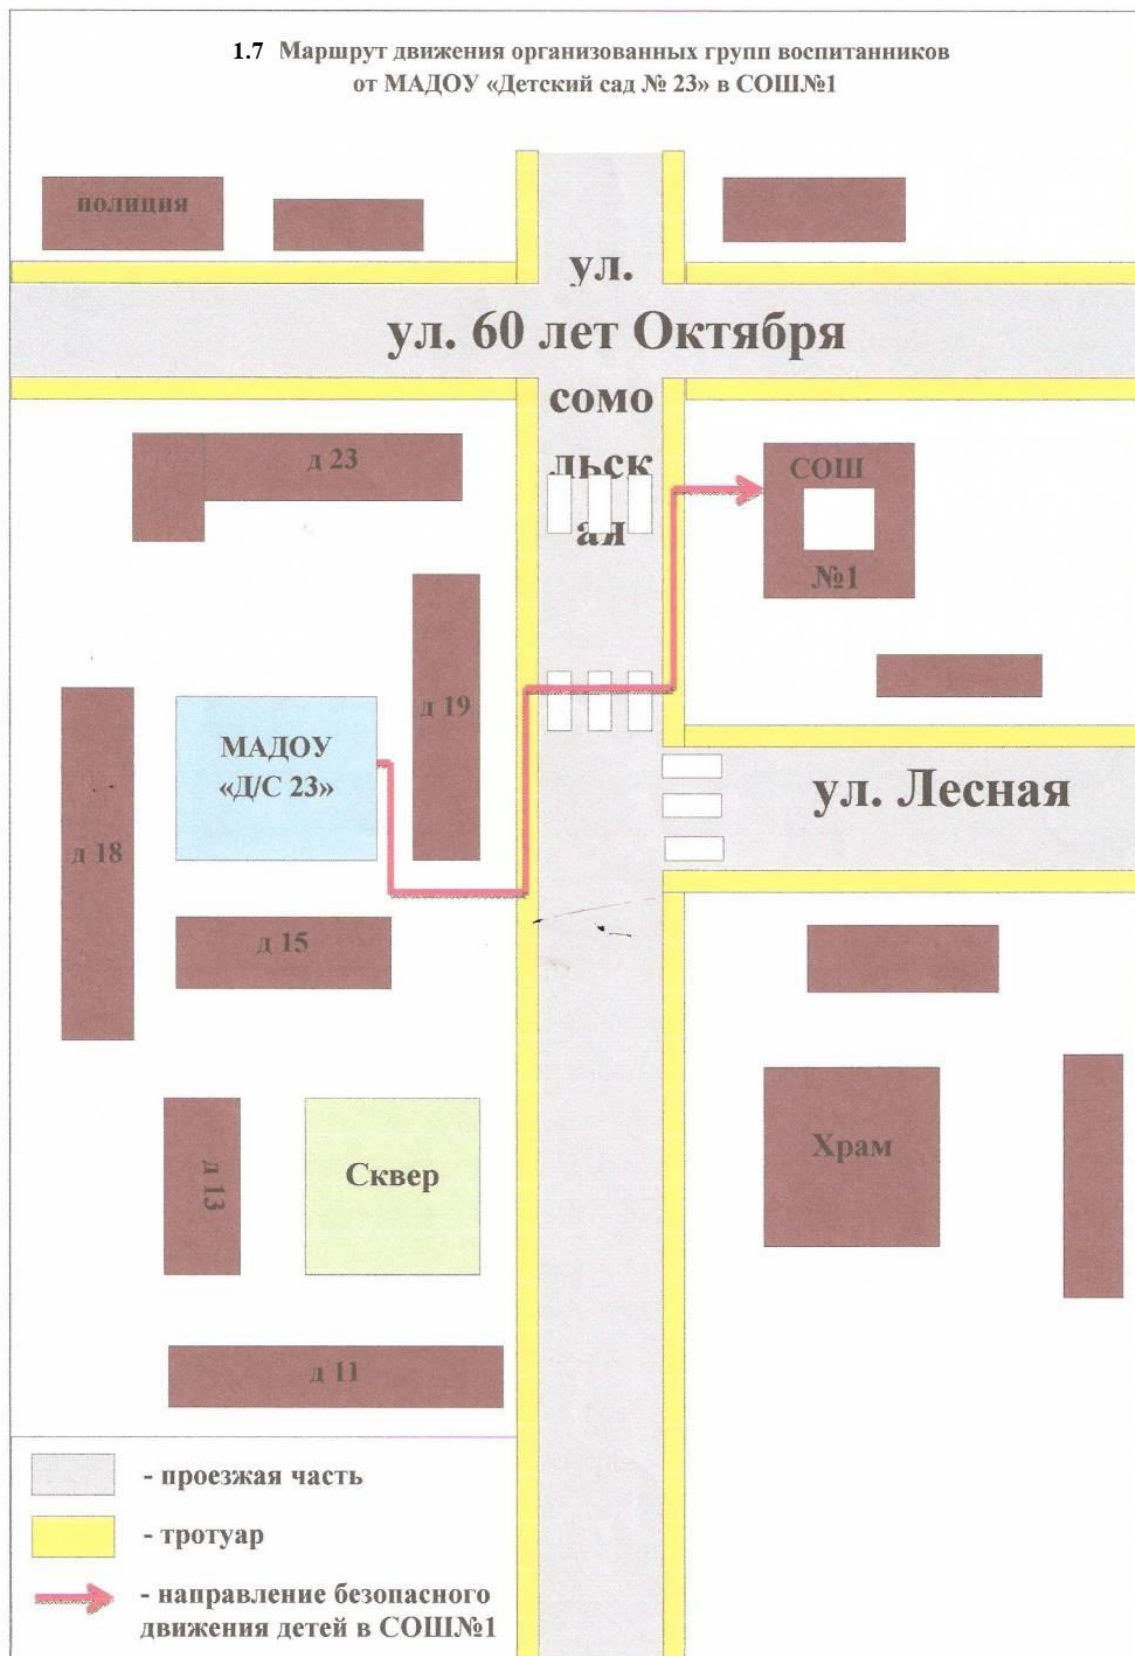 1.7 Маршрут движения организованных групп воспитанников
от МАДОУ «Детский сад № 23» в СОШ№1
полиция
ул.
ул. 60 лет Октября
сомо
льск
ая
д 23
СОШ
№1
д 19
МАДОУ
«Д/С 23»
ул. Лесная
д 18
д 15
Храм
д 13
Сквер
д 11
- проезжая часть
- тротуар
- направление безопасного
движения детей в СОШ№1